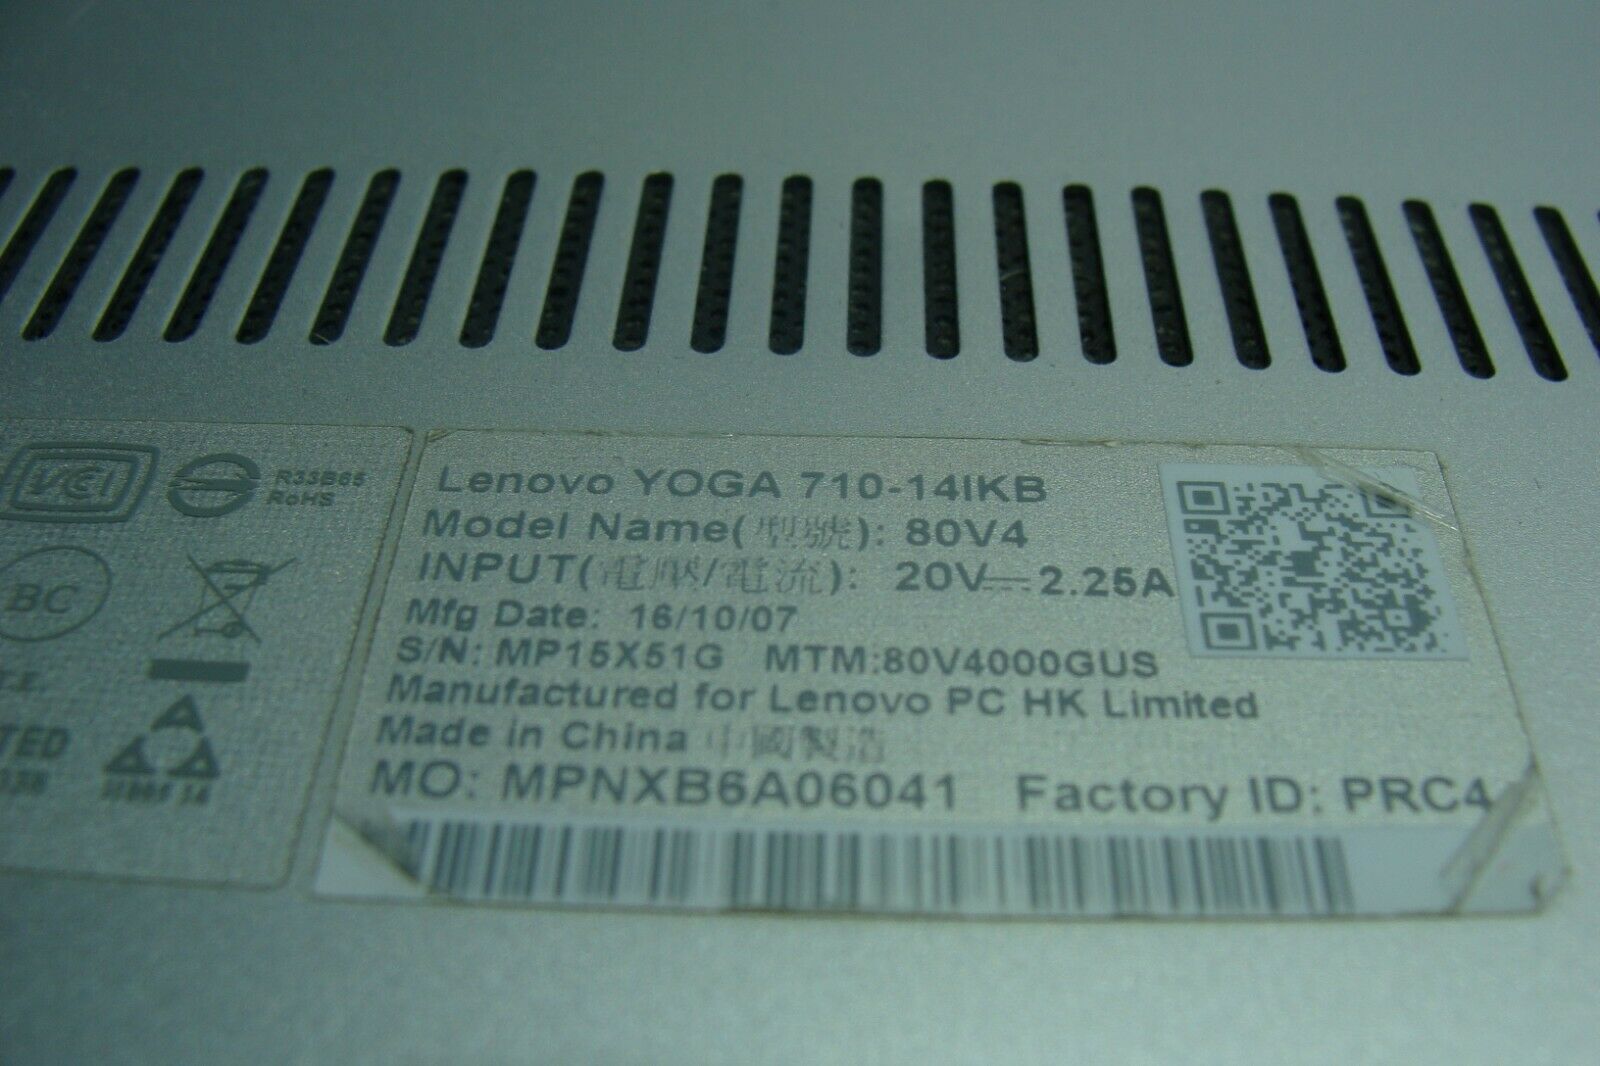 Lenovo YOGA 710-14IKB
Model Name(型號): 80V4
INPUT(電壓/電流): 20V⎓2.25A
Mfg Date: 16/10/07
S/N: MP15X51G MTM:80V4000GUS
Manufactured for Lenovo PC HK Limited
Made in China 中國製造
MO: MPNXB6A06041 Factory ID: PRC4
VCCI
R33B65
RoHS
BC
TED